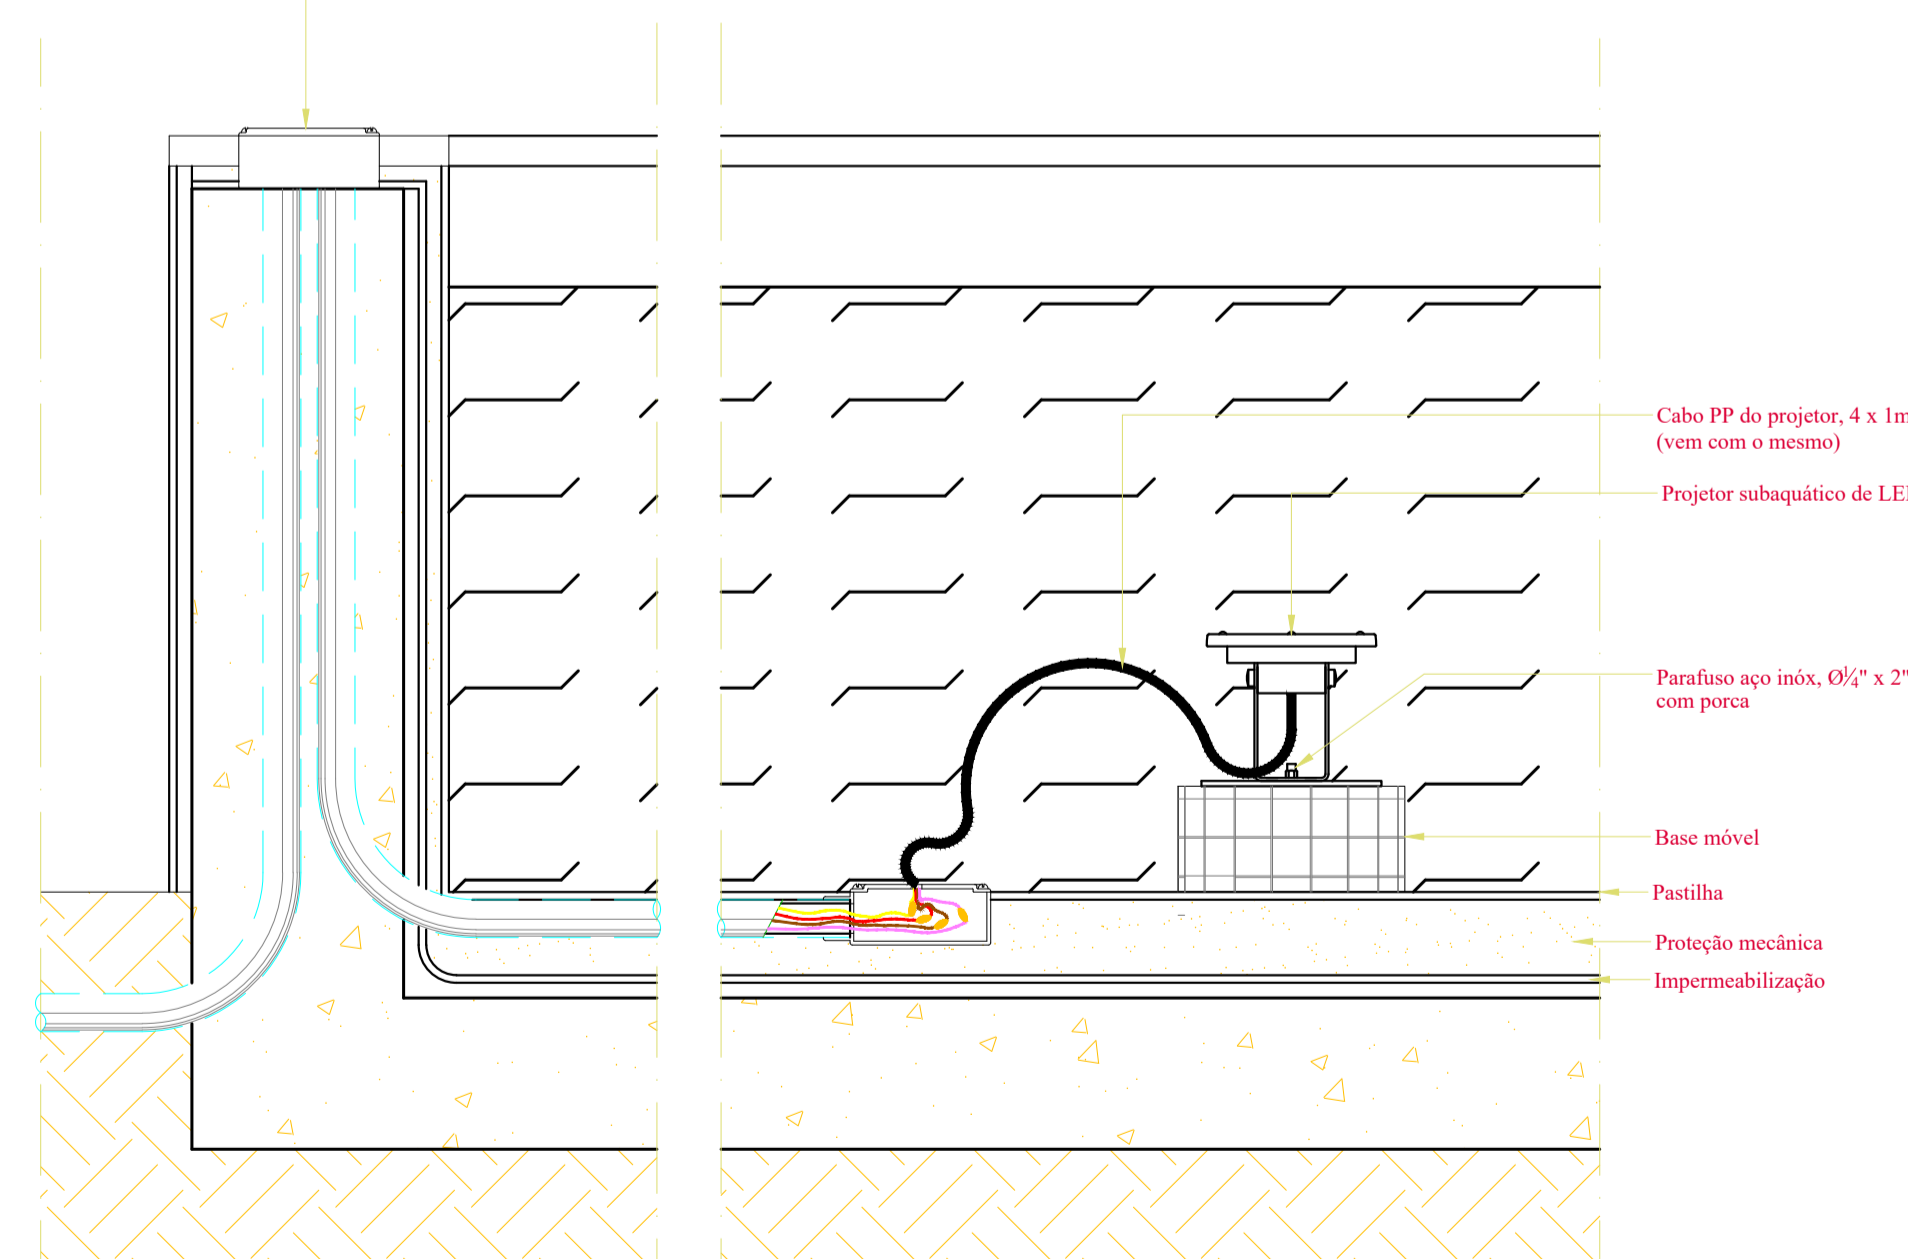 Cabo PP do projetor, 4 x 1m
(vem com o mesmo)
Projetor subaquático de LE
Parafuso aço inóx, Ø¼" x 2"
com porca
Base móvel
Pastilha
Proteção mecânica
Impermeabilização